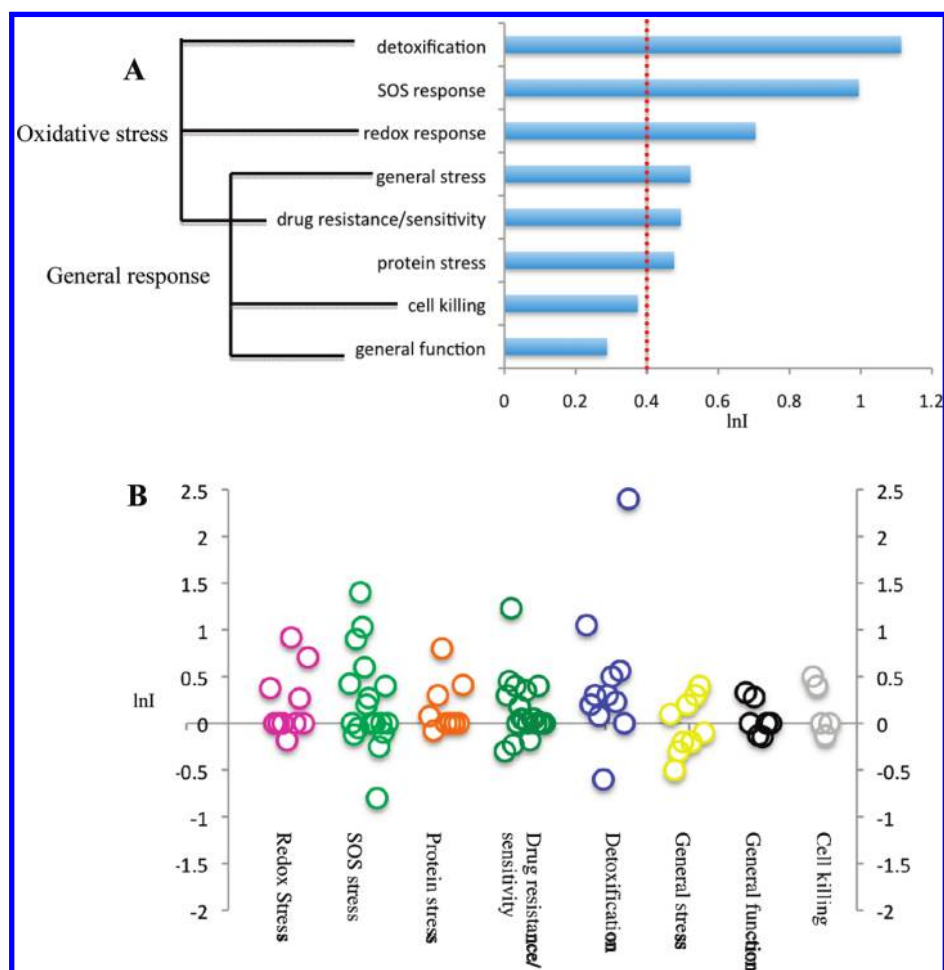 A
Oxidative stress
General response
detoxification
SOS response
redox response
general stress
drug resistance/sensitivity
protein stress
cell killing
general function
0 0.2 0.4 0.6 0.8 1 1.2
lnI
B
2.5 2.5
2 2
1.5 1.5
1 1
0.5 0.5
lnI
0 0
-0.5 -0.5
-1 -1
-1.5 -1.5
-2 -2
Redox Stress
SOS stress
Protein stress
Drug resistance/
sensitivity
Detoxification
General stress
General function
Cell killing